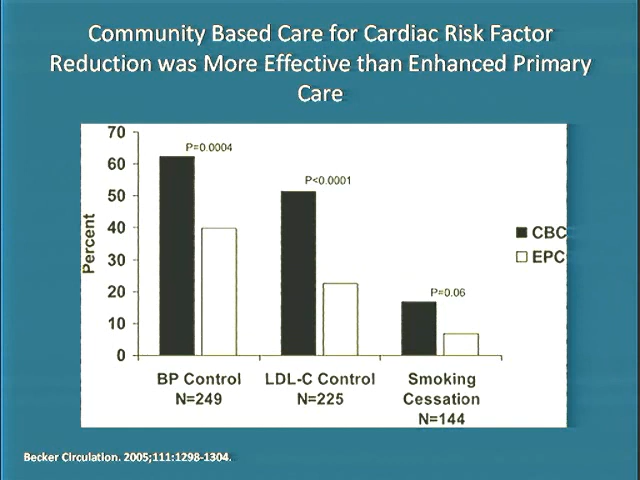 Community Based Care for Cardiac Risk Factor
Reduction was More Effective than Enhanced Primary
Care
70
60
50
40
30
20
10
0
Percent
P=0.0004
P<0.0001
P=0.06
CBC
EPC
BP Control
N=249
LDL-C Control
N=225
Smoking
Cessation
N=144
Becker Circulation. 2005;111:1298-1304.